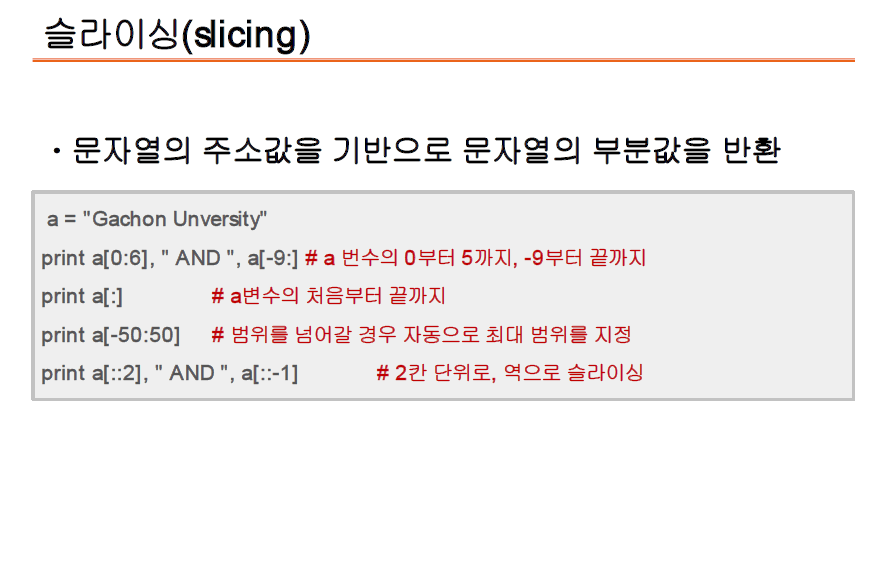 슬라이싱(slicing)
• 문자열의 주소값을 기반으로 문자열의 부분값을 반환
a = "Gachon Unversity"
print a[0:6], " AND ", a[-9:] # a 번수의 0부터 5까지, -9부터 끝까지
print a[:] # a변수의 처음부터 끝까지
print a[-50:50] # 범위를 넘어갈 경우 자동으로 최대 범위를 지정
print a[::2], " AND ", a[::-1] # 2칸 단위로, 역으로 슬라이싱